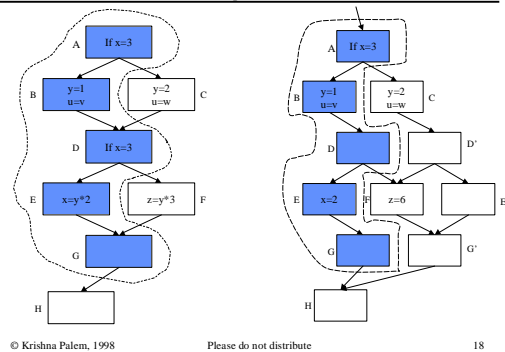 A
If x=3
B
y=1
u=v
y=2
u=w
C
D
If x=3
E
x=y*2
z=y*3
F
G
H
A
If x=3
B
y=1
u=v
y=2
u=w
C
D
D'
E
x=2
F
z=6
E
G
G'
H
© Krishna Palem, 1998
Please do not distribute
18